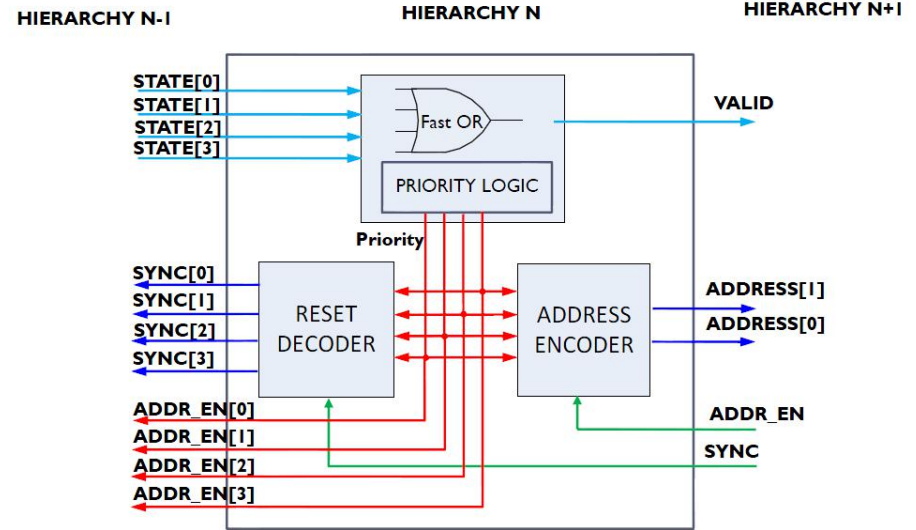 HIERARCHY N-1
HIERARCHY N
HIERARCHY N+1
STATE[0]
STATE[1]
STATE[2]
STATE[3]
Fast OR
VALID
PRIORITY LOGIC
Priority
SYNC[0]
SYNC[1]
SYNC[2]
SYNC[3]
RESET
DECODER
ADDRESS
ENCODER
ADDRESS[1]
ADDRESS[0]
ADDR_EN[0]
ADDR_EN[1]
ADDR_EN[2]
ADDR_EN[3]
ADDR_EN
SYNC